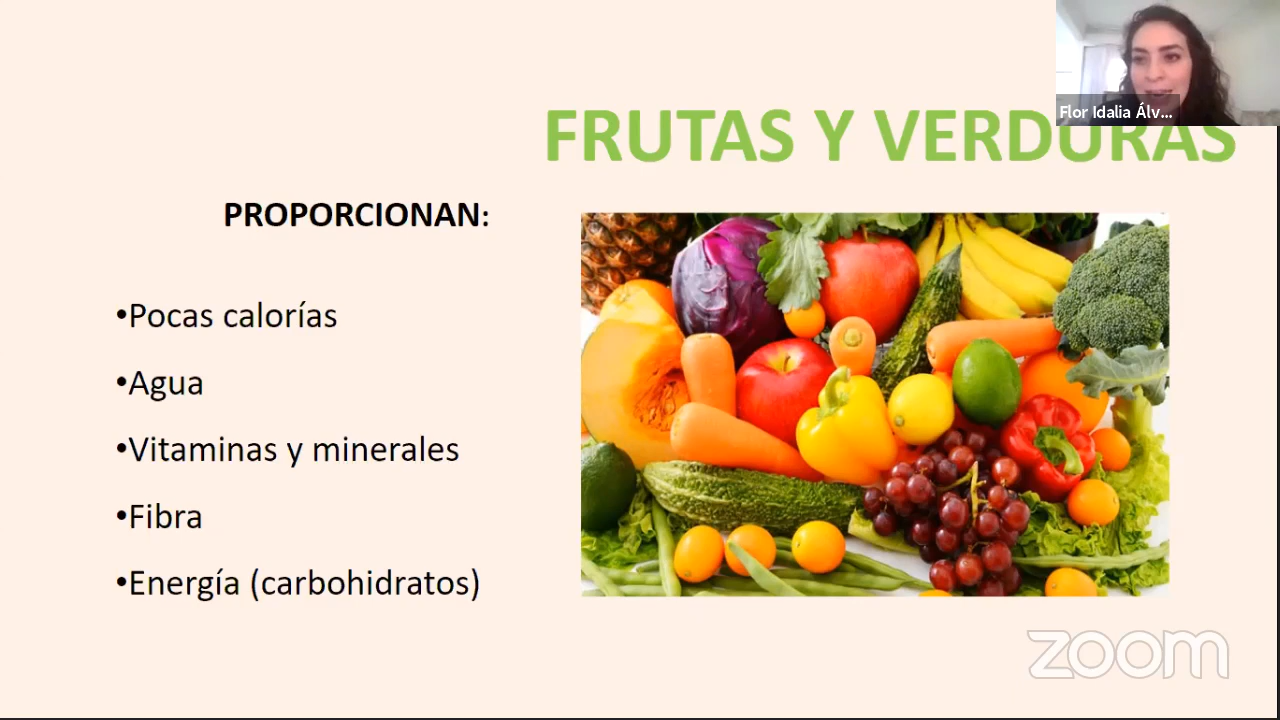 Flor Idalia Álv...
FRUTAS Y VERDURAS
PROPORCIONAN:
•Pocas calorías
•Agua
•Vitaminas y minerales
•Fibra
•Energía (carbohidratos)
zoom